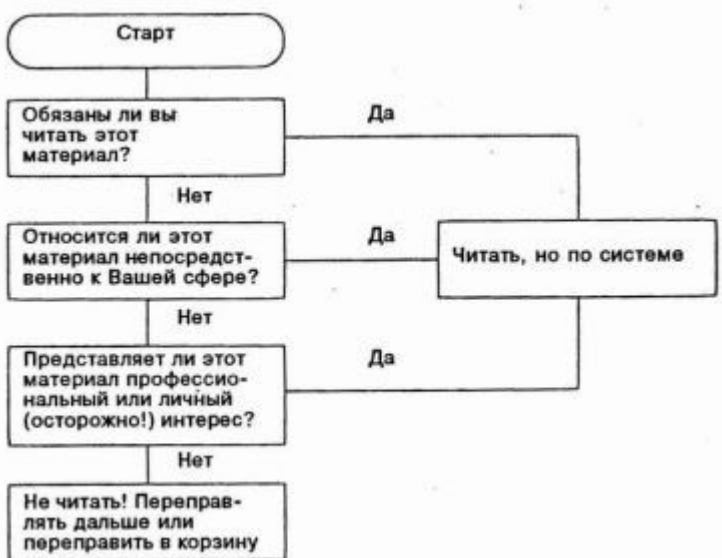 Старт
Обязаны ли вы
читать этот
материал?
Да
Нет
Относится ли этот
материал непосредст-
венно к Вашей сфере?
Да
Читать, но по системе
Нет
Представляет ли этот
материал профессио-
нальный или личный
(осторожно!) интерес?
Да
Нет
Не читать! Переправ-
лять дальше или
переправить в корзину